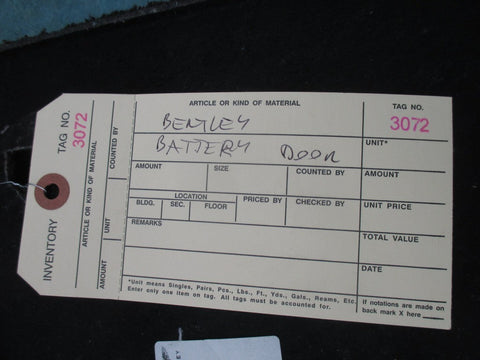 INVENTORY
TAG NO.
3072
ARTICLE OR KIND OF MATERIAL
AMOUNT UNIT COUNTED BY
ARTICLE OR KIND OF MATERIAL
BENTLEY
BATTERY DOOR
AMOUNT SIZE COUNTED BY
LOCATION
BLDG. SEC. FLOOR PRICED BY CHECKED BY
REMARKS
*Unit means Singles, Pairs, Pcs., Lbs., Ft., Yds., Gals., Reams, Etc.
Enter only one item on tag. All tags must be accounted for.
TAG NO.
3072
UNIT*
AMOUNT
UNIT PRICE
TOTAL VALUE
DATE
If notations are made on
back mark X here